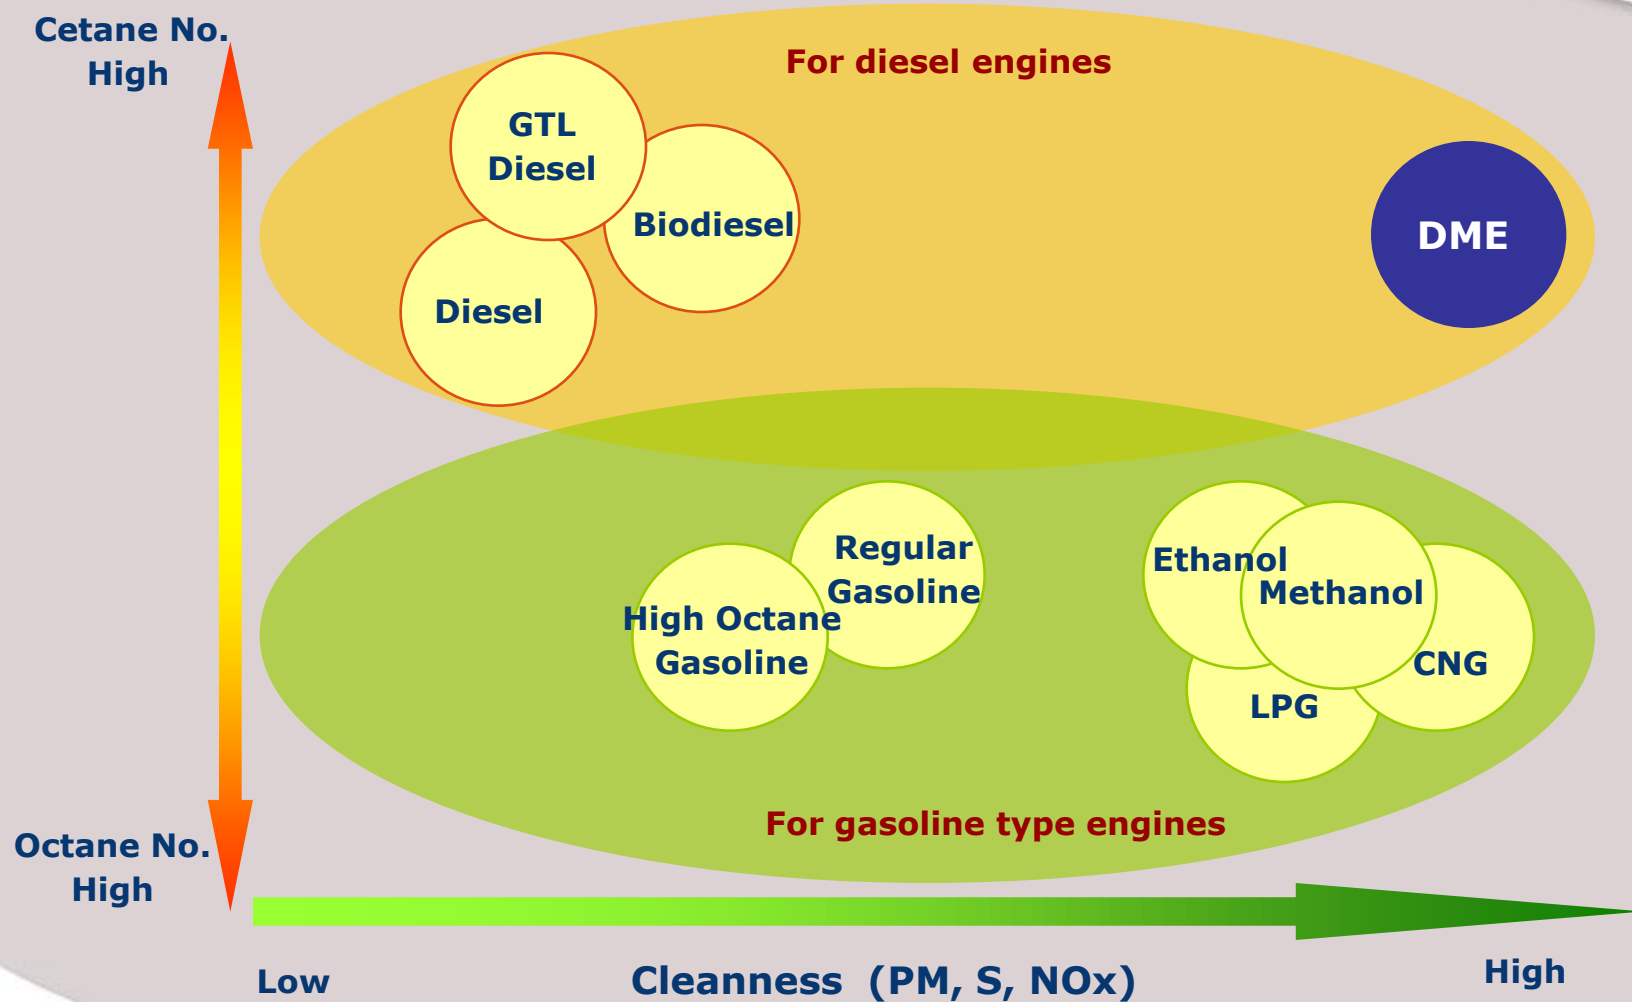 Cetane No.
High
For diesel engines
GTL
Diesel
Biodiesel
DME
Diesel
Regular
Gasoline
High Octane
Gasoline
Ethanol
Methanol
CNG
LPG
For gasoline type engines
Octane No.
High
Low
Cleanness (PM, S, NOx)
High